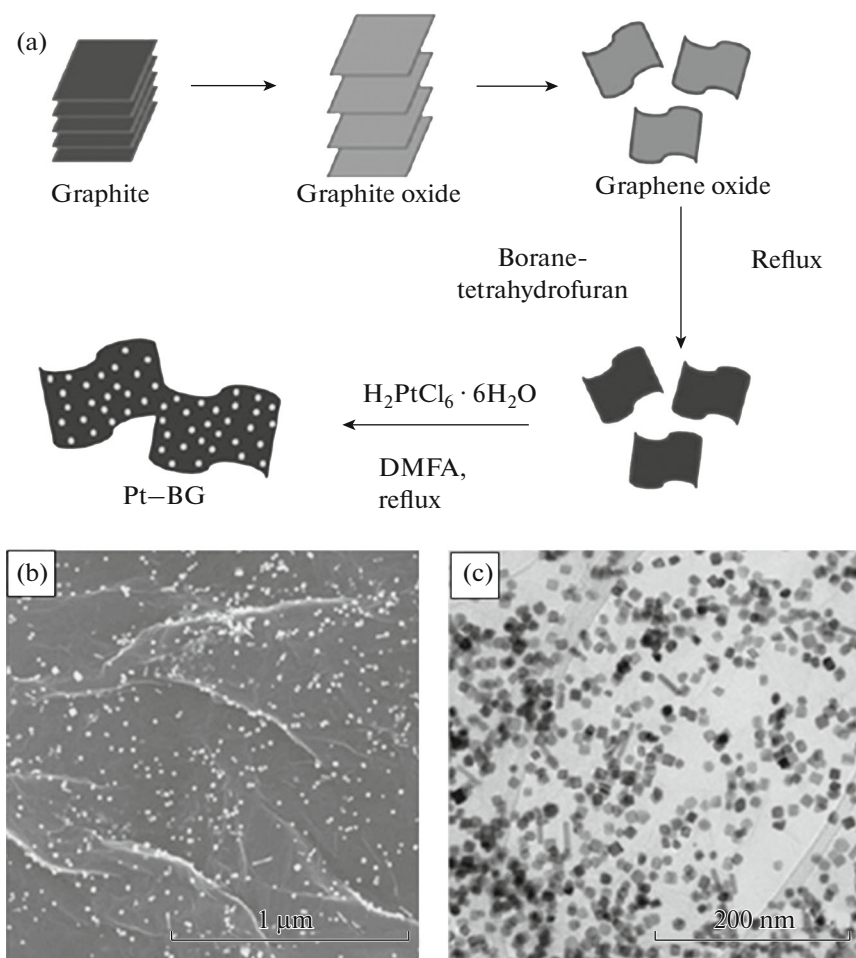 (a)
Graphite
Graphite oxide
Graphene oxide
Borane-
tetrahydrofuran
Reflux
H₂PtCl₆ · 6H₂O
DMFA,
reflux
Pt–BG
(b)
1 μm
(c)
200 nm